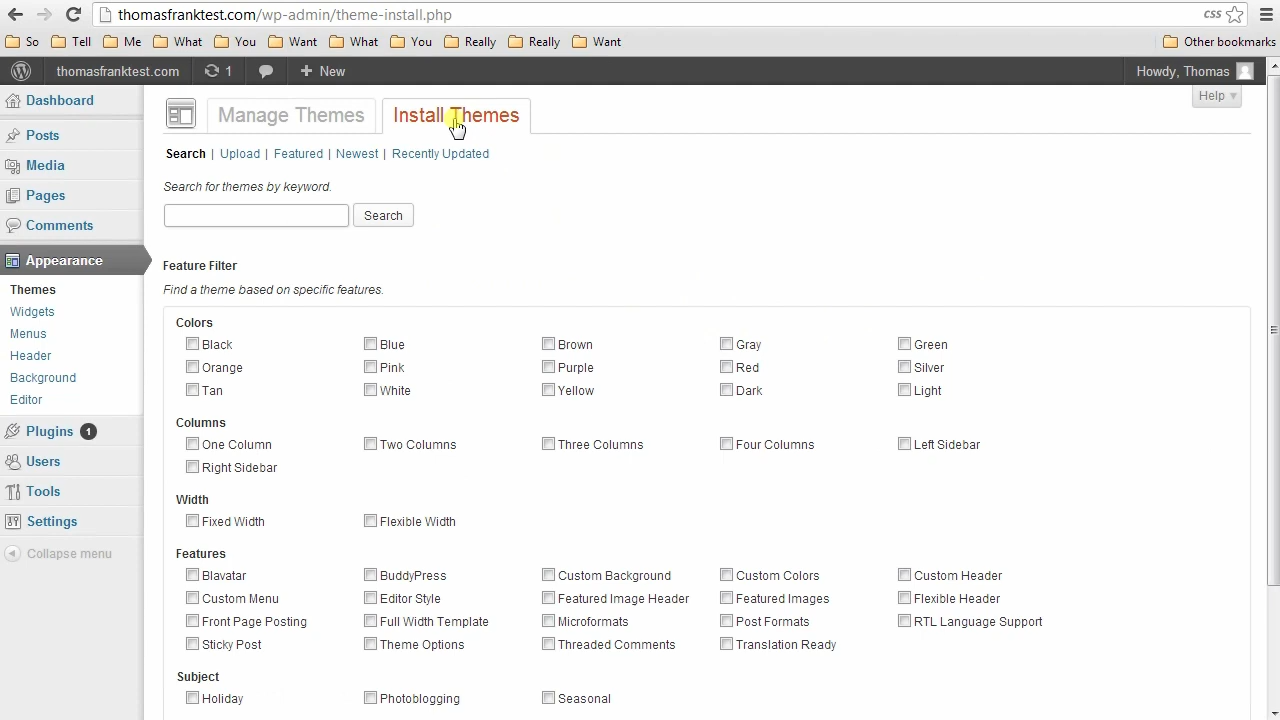 thomasfranktest.com/wp-admin/theme-install.php
css
So Tell Me What You Want What You Really Really Want Other bookmarks
thomasfranktest.com 1 New Howdy, Thomas
Help
Dashboard
Posts
Media
Pages
Comments
Appearance
Themes
Widgets
Menus
Header
Background
Editor
Plugins 1
Users
Tools
Settings
Collapse menu
Manage Themes Install Themes
Search | Upload | Featured | Newest | Recently Updated
Search for themes by keyword.
Search
Feature Filter
Find a theme based on specific features.
Colors
Black Blue Brown Gray Green
Orange Pink Purple Red Silver
Tan White Yellow Dark Light
Columns
One Column Two Columns Three Columns Four Columns Left Sidebar
Right Sidebar
Width
Fixed Width Flexible Width
Features
Blavatar BuddyPress Custom Background Custom Colors Custom Header
Custom Menu Editor Style Featured Image Header Featured Images Flexible Header
Front Page Posting Full Width Template Microformats Post Formats RTL Language Support
Sticky Post Theme Options Threaded Comments Translation Ready
Subject
Holiday Photoblogging Seasonal